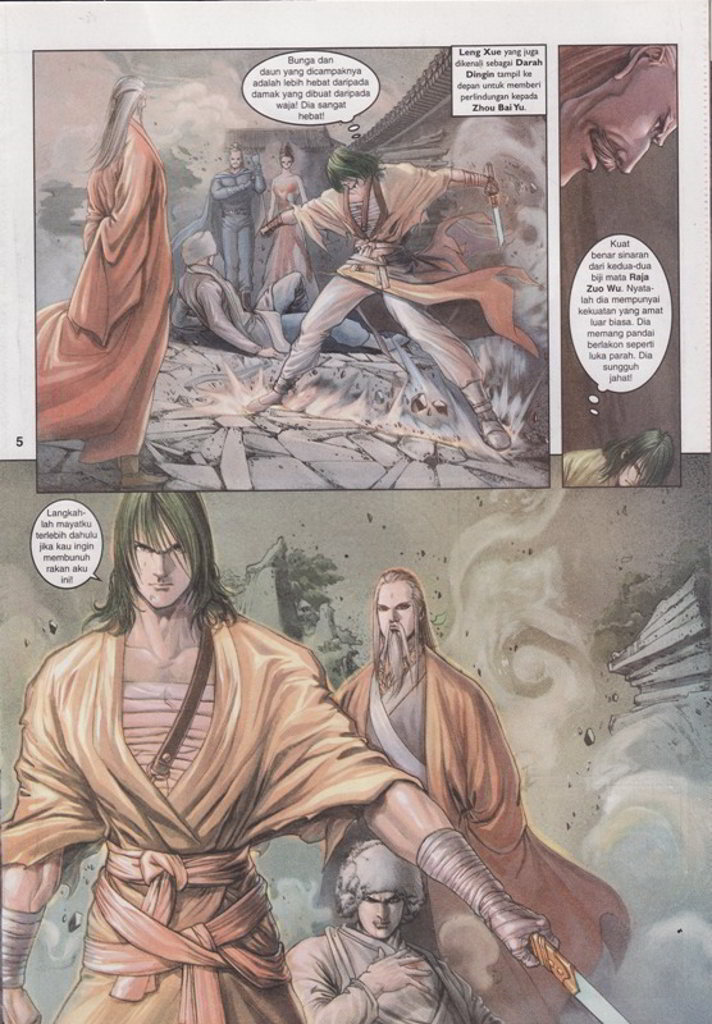 Bunga dan
daun yang dicampaknya
adalah lebih hebat daripada
damak yang dibuat daripada
waja! Dia sangat
hebat!
Leng Xue yang juga
dikenali sebagai Darah
Dingin tampil ke
depan untuk memberi
perlindungan kepada
Zhou Bai Yu.
Kuat
benar sinaran
dari kedua-dua
biji mata Raja
Zuo Wu. Nyata-
lah dia mempunyai
kekuatan yang amat
luar biasa. Dia
memang pandai
berlakon seperti
luka parah. Dia
sungguh
jahat!
5
Langkah-
lah mayatku
terlebih dahulu
jika kau ingin
membunuh
rakan aku
ini!